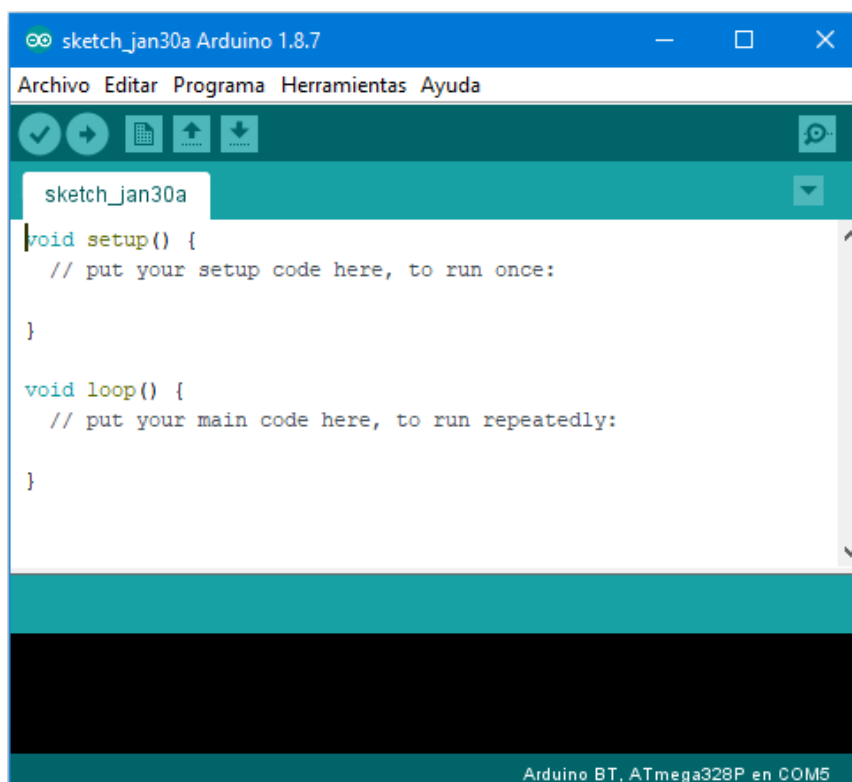 sketch_jan30a Arduino 1.8.7
Archivo Editar Programa Herramientas Ayuda
sketch_jan30a
void setup() {
  // put your setup code here, to run once:
}
void loop() {
  // put your main code here, to run repeatedly:
}
Arduino BT, ATmega328P en COM5